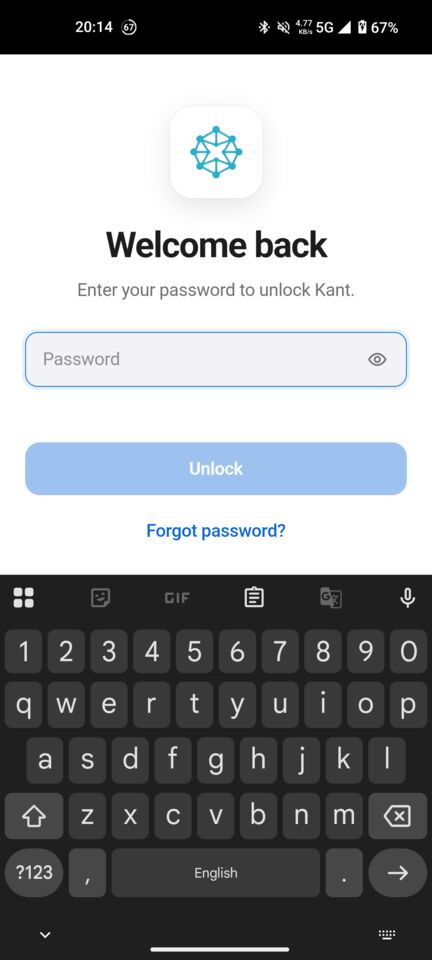 20:14 67 4.77 KB/s 5G 67%
Welcome back
Enter your password to unlock Kant.
Password
Unlock
Forgot password?
GIF
1 2 3 4 5 6 7 8 9 0
q w e r t y u i o p
a s d f g h j k l
z x c v b n m
?123 , English .